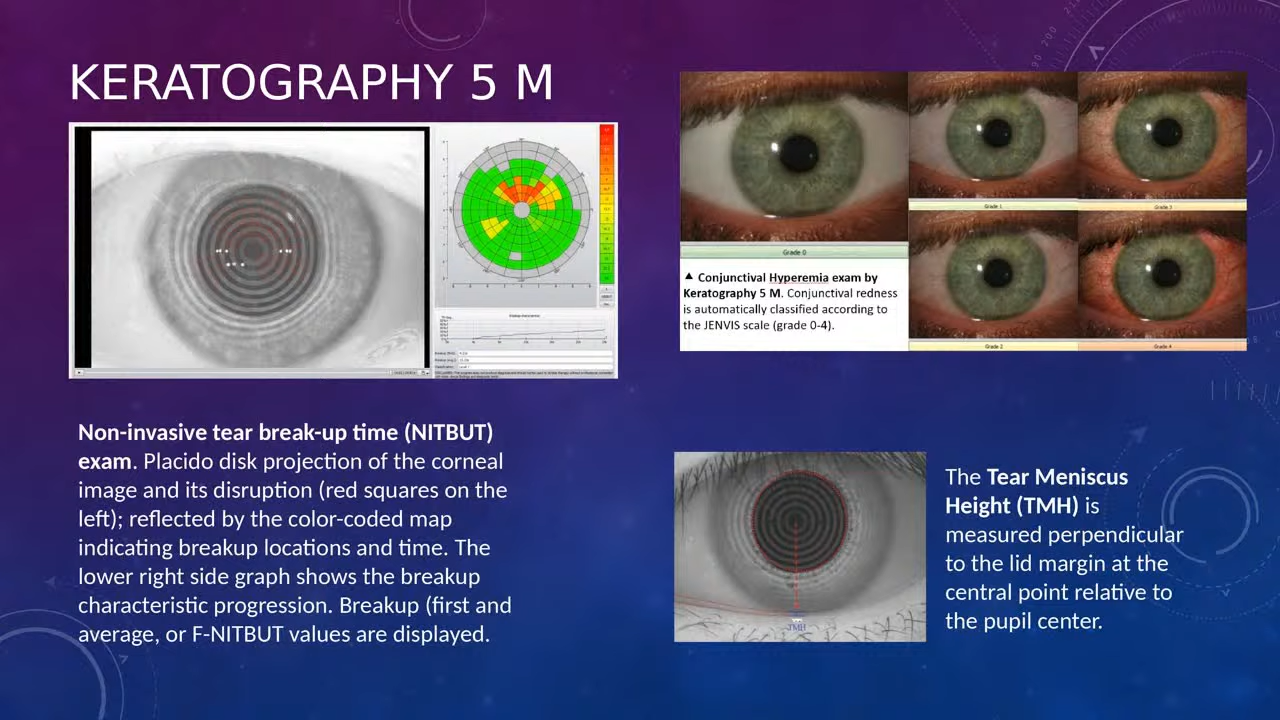 KERATOGRAPHY 5 M
Grade 0
Grade 1
Grade 3
Grade 2
Grade 4
▲ Conjunctival Hyperemia exam by
Keratography 5 M. Conjunctival redness
is automatically classified according to
the JENVIS scale (grade 0-4).
Non-invasive tear break-up time (NITBUT)
exam. Placido disk projection of the corneal
image and its disruption (red squares on the
left); reflected by the color-coded map
indicating breakup locations and time. The
lower right side graph shows the breakup
characteristic progression. Breakup (first and
average, or F-NITBUT values are displayed.
TMH
The Tear Meniscus
Height (TMH) is
measured perpendicular
to the lid margin at the
central point relative to
the pupil center.